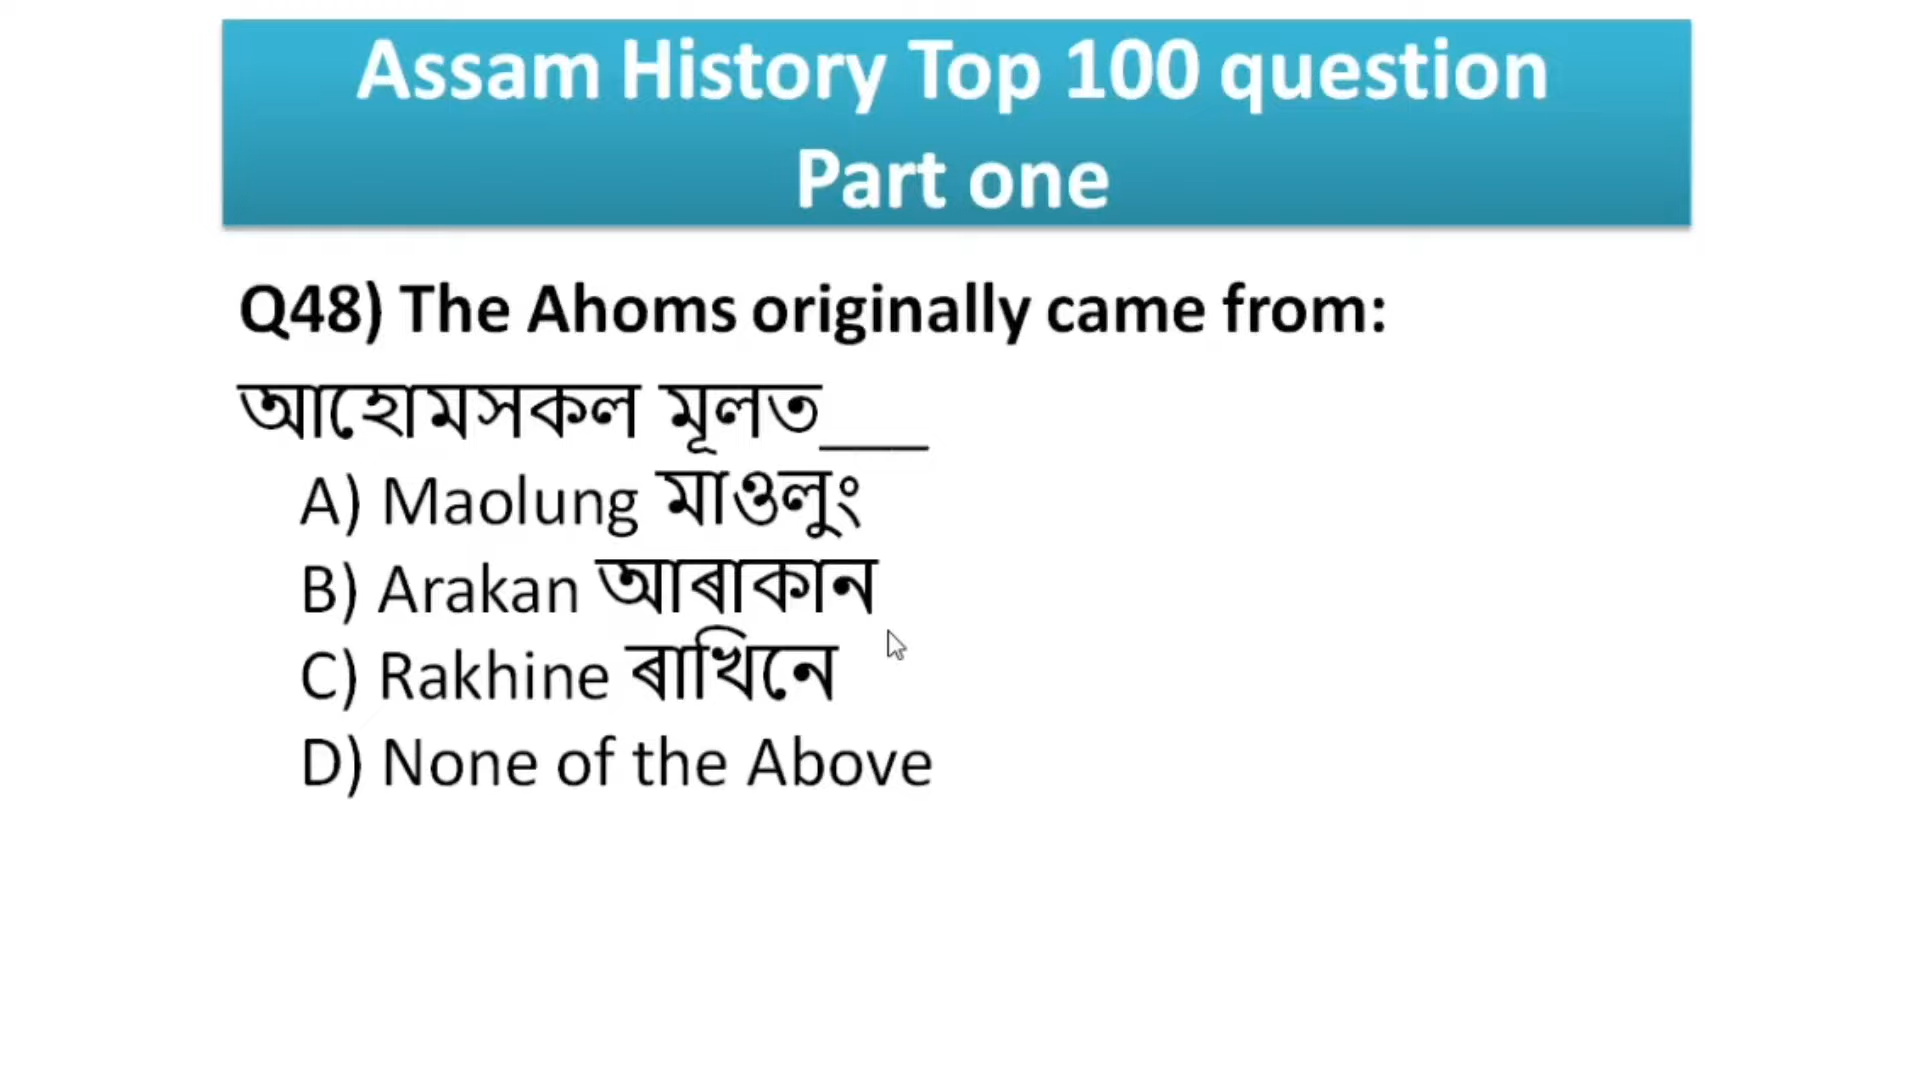 Assam History Top 100 question
Part one
Q48) The Ahoms originally came from:
আহোমসকল মূলত___
A) Maolung মাওলুং
B) Arakan আৰাকান
C) Rakhine ৰাখিনে
D) None of the Above